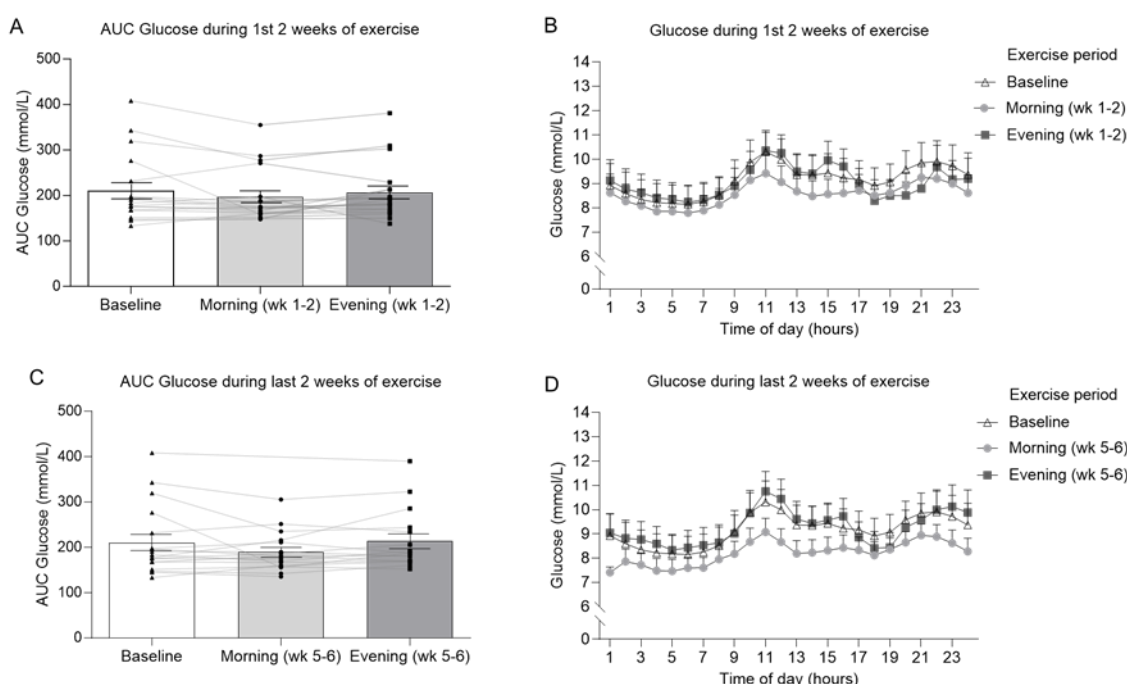 A
AUC Glucose during 1st 2 weeks of exercise
AUC Glucose (mmol/L)
500
400
300
200
100
0
Baseline
Morning (wk 1-2)
Evening (wk 1-2)
B
Glucose during 1st 2 weeks of exercise
Glucose (mmol/L)
14
13
12
11
10
9
8
6
0
1 3 5 7 9 11 13 15 17 19 21 23
Time of day (hours)
Exercise period
Baseline
Morning (wk 1-2)
Evening (wk 1-2)
C
AUC Glucose during last 2 weeks of exercise
AUC Glucose (mmol/L)
500
400
300
200
100
0
Baseline
Morning (wk 5-6)
Evening (wk 5-6)
D
Glucose during last 2 weeks of exercise
Glucose (mmol/L)
14
13
12
11
10
9
8
7
6
0
1 3 5 7 9 11 13 15 17 19 21 23
Time of day (hours)
Exercise period
Baseline
Morning (wk 5-6)
Evening (wk 5-6)